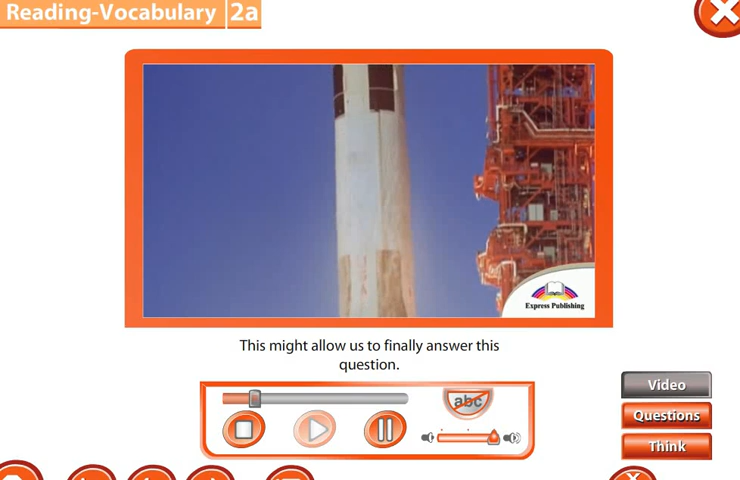 Reading-Vocabulary 2a
Express Publishing
This might allow us to finally answer this
question.
abc
Video
Questions
Think